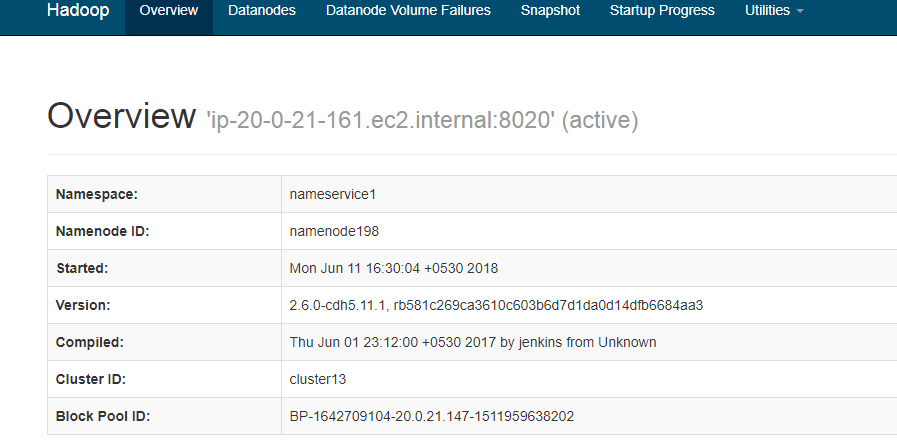 Hadoop Overview Datanodes Datanode Volume Failures Snapshot Startup Progress Utilities
Overview 'ip-20-0-21-161.ec2.internal:8020' (active)
Namespace: nameservice1
Namenode ID: namenode198
Started: Mon Jun 11 16:30:04 +0530 2018
Version: 2.6.0-cdh5.11.1, rb581c269ca3610c603b6d7d1da0d14dfb6684aa3
Compiled: Thu Jun 01 23:12:00 +0530 2017 by jenkins from Unknown
Cluster ID: cluster13
Block Pool ID: BP-1642709104-20.0.21.147-1511959638202